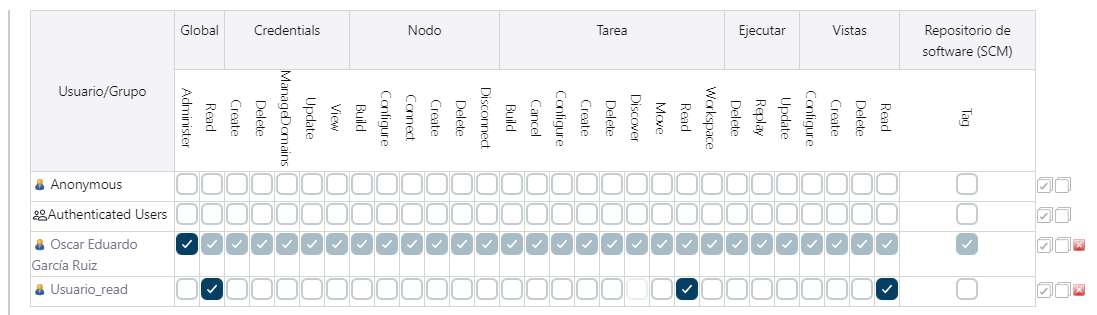 Usuario/Grupo
Global
Credentials
Nodo
Tarea
Ejecutar
Vistas
Repositorio de
software (SCM)
Administer
Read
Create
Delete
ManageDomains
Update
View
Build
Configure
Connect
Create
Delete
Disconnect
Build
Cancel
Configure
Create
Delete
Discover
Move
Read
Workspace
Delete
Replay
Update
Configure
Create
Delete
Read
Tag
Anonymous
Authenticated Users
Oscar Eduardo
García Ruiz
Usuario_read